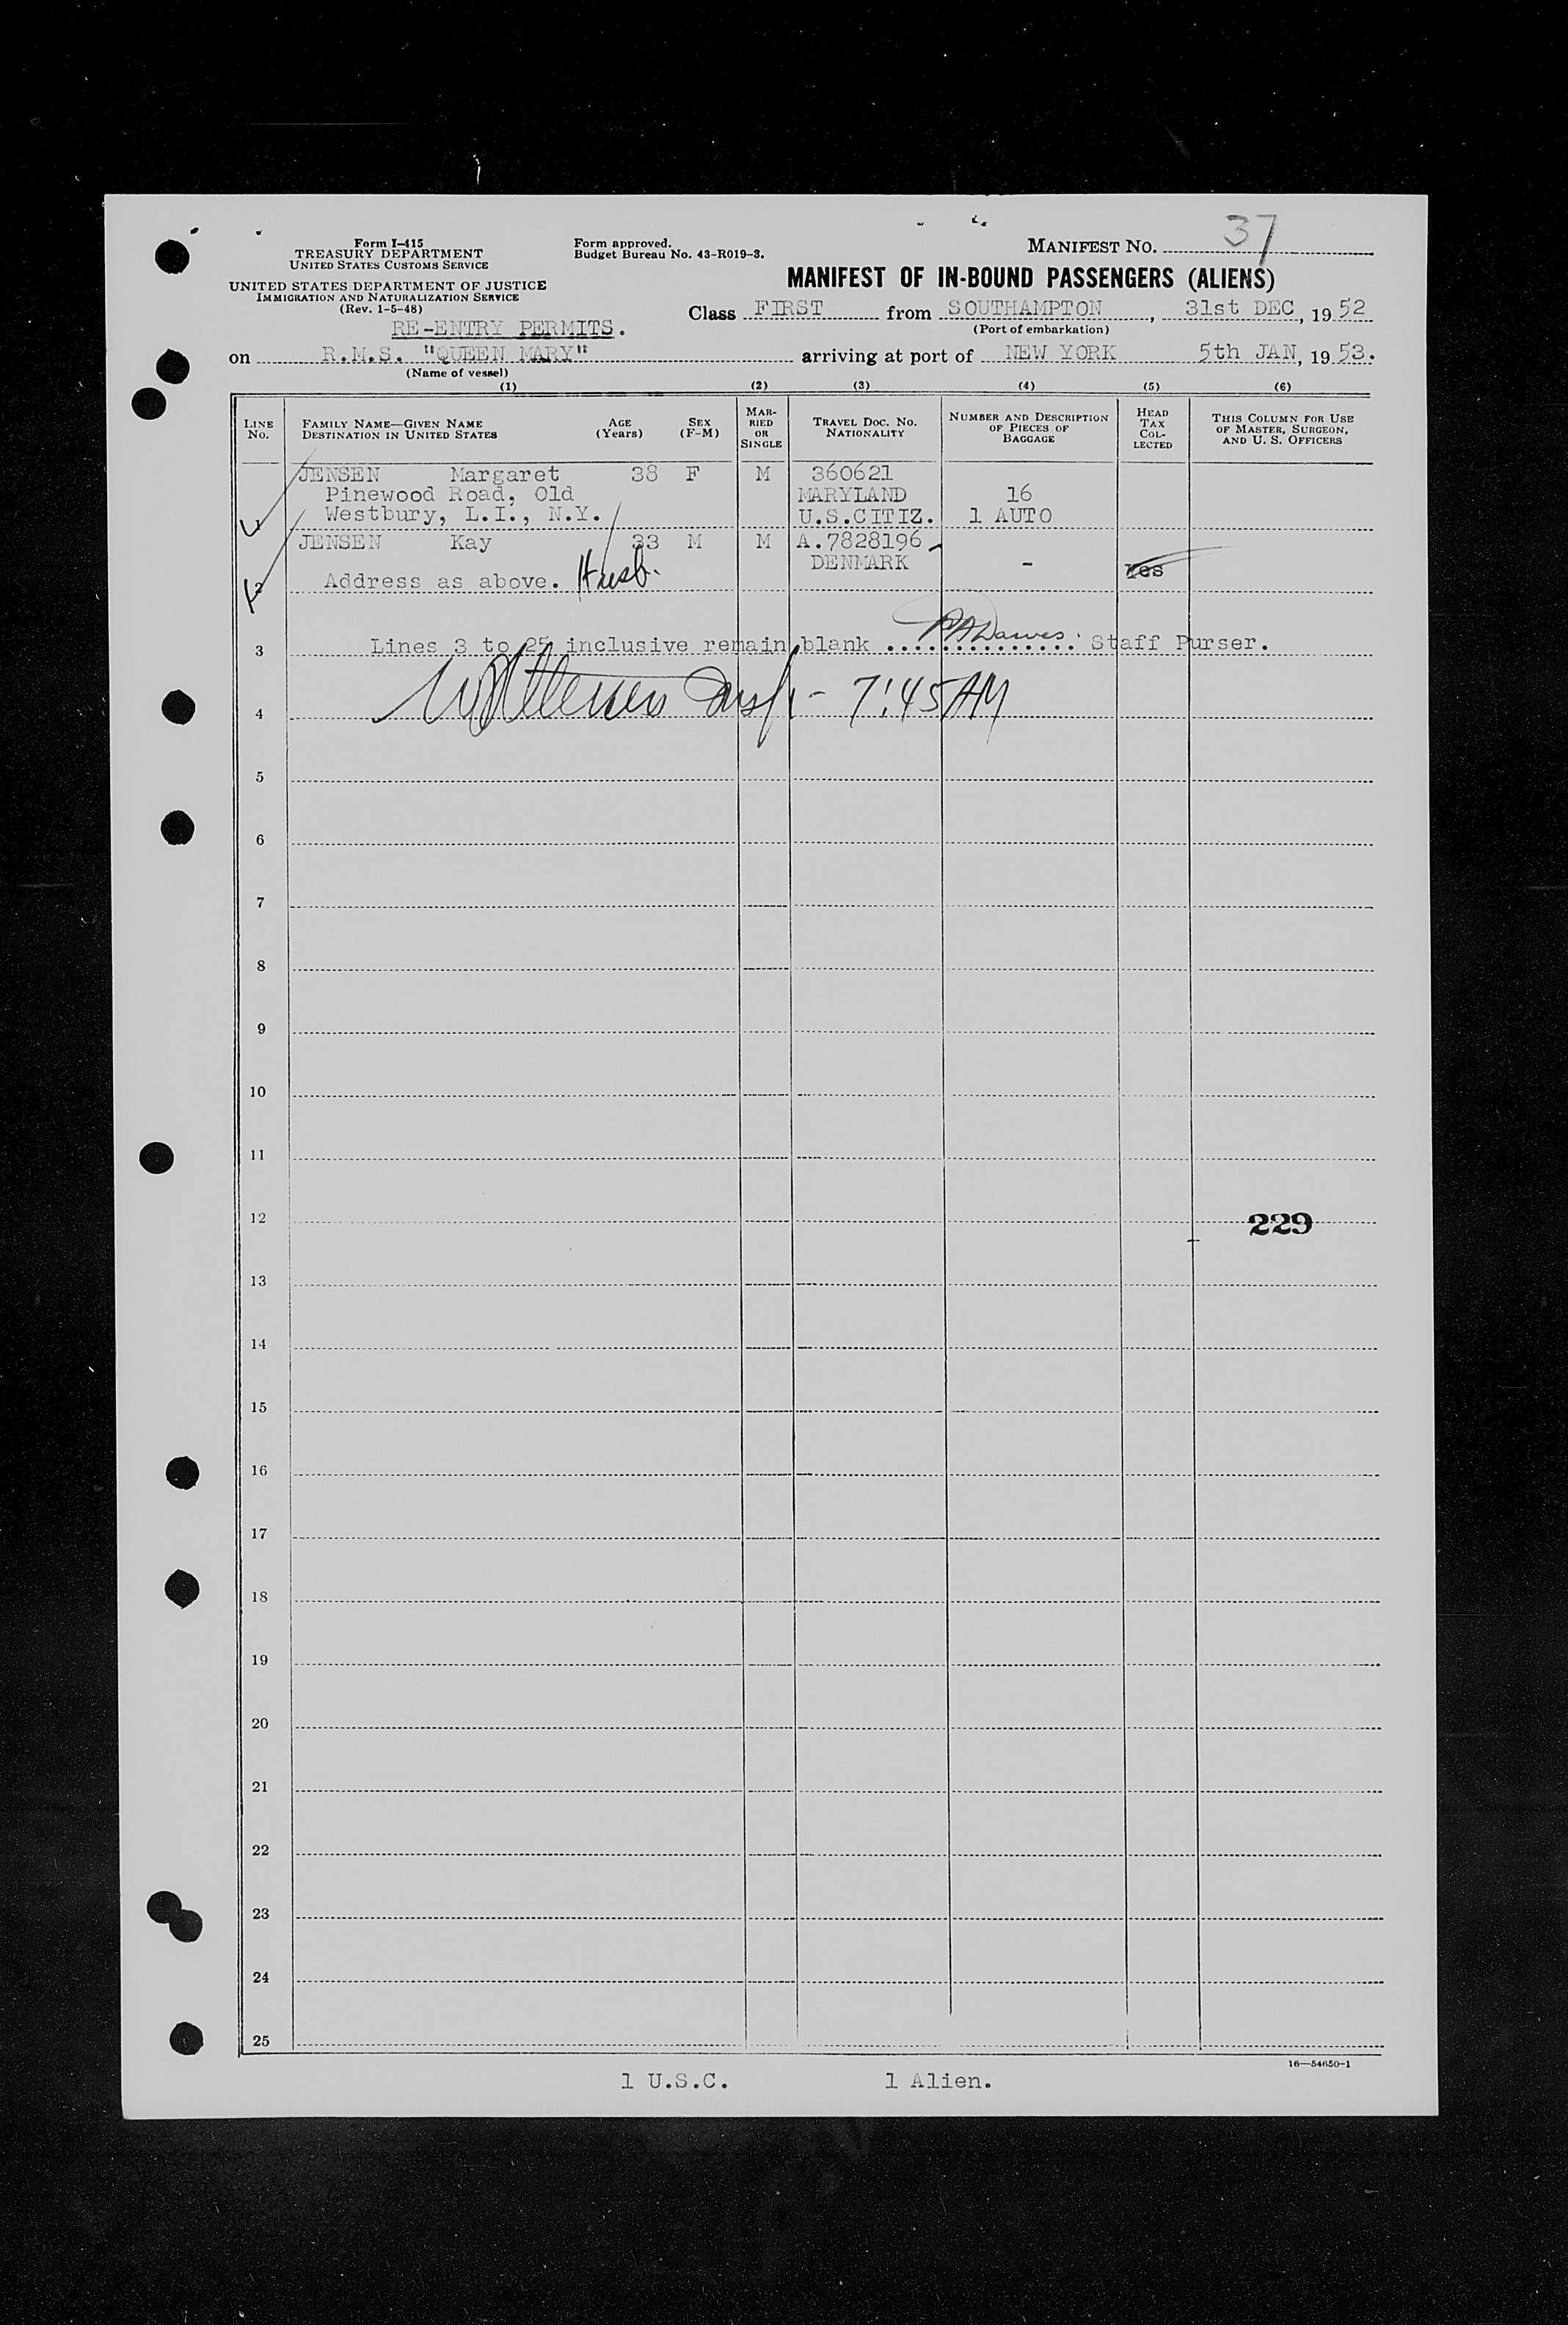 37
Form I-415
TREASURY DEPARTMENT
UNITED STATES CUSTOMS SERVICE
Form approved.
Budget Bureau No. 43-R019-3.
MANIFEST NO.
UNITED STATES DEPARTMENT OF JUSTICE
IMMIGRATION AND NATURALIZATION SERVICE
(Rev. 1-5-48)
MANIFEST OF IN-BOUND PASSENGERS (ALIENS)
RE-ENTRY PERMITS.
Class FIRST from SOUTHAMPTON, 31st DEC, 1952
(Port of embarkation)
on R.M.S. "QUEEN MARY" arriving at port of NEW YORK 5th JAN, 1953.
(Name of vessel)
(1) (2) (3) (4) (5) (6)
LINE No. FAMILY NAME—GIVEN NAME DESTINATION IN UNITED STATES AGE (Years) SEX (F-M) MARRIED OR SINGLE TRAVEL DOC. NO. NATIONALITY NUMBER AND DESCRIPTION OF PIECES OF BAGGAGE HEAD TAX COLLECTED THIS COLUMN FOR USE OF MASTER, SURGEON, AND U. S. OFFICERS
JENSEN Margaret 38 F M 360621
Pinewood Road, Old MARYLAND 16
1 Westbury, L.I., N.Y. U.S.CITIZ. 1 AUTO
JENSEN Kay 33 M M A.7828196
DENMARK - Yes
2 Address as above. Husb.
3 Lines 3 to 25 inclusive remain blank .............. Staff Purser.
4 7:45 AM
5
6
7
8
9
10
11
12 229
13
14
15
16
17
18
19
20
21
22
23
24
25
16—54650-1
1 U.S.C. 1 Alien.